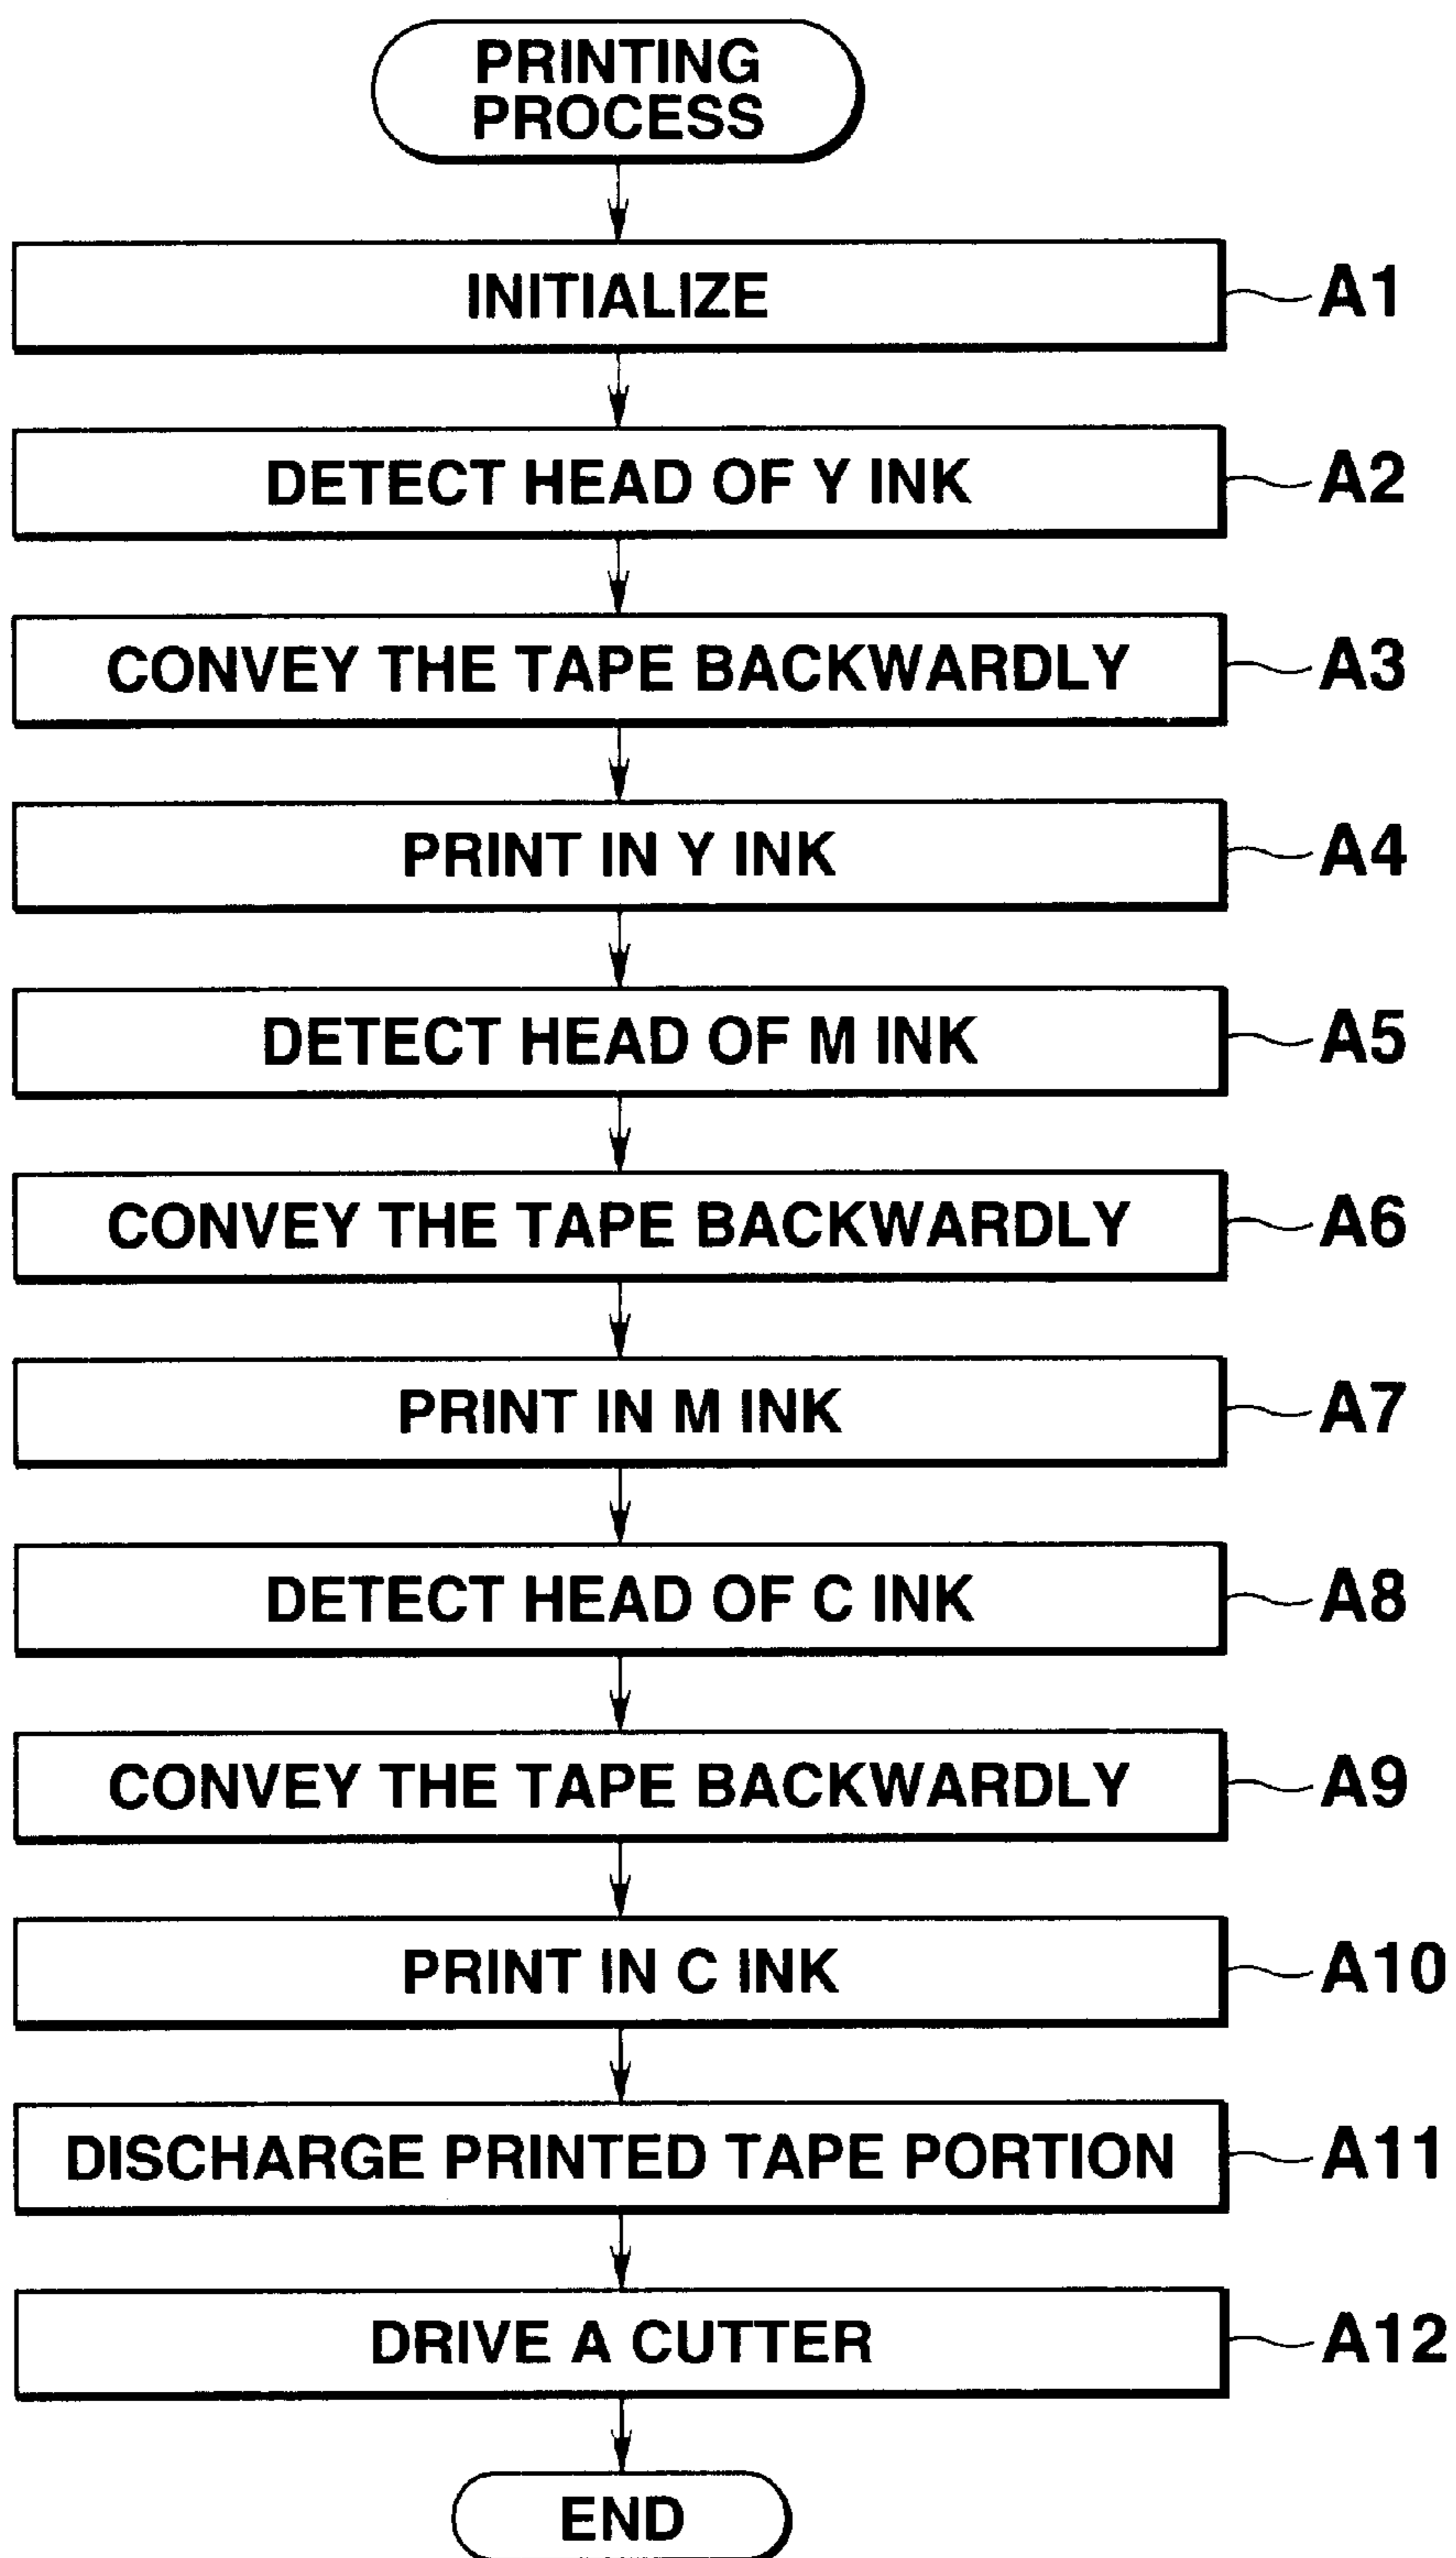 PRINTING
PROCESS
INITIALIZE A1
DETECT HEAD OF Y INK A2
CONVEY THE TAPE BACKWARDLY A3
PRINT IN Y INK A4
DETECT HEAD OF M INK A5
CONVEY THE TAPE BACKWARDLY A6
PRINT IN M INK A7
DETECT HEAD OF C INK A8
CONVEY THE TAPE BACKWARDLY A9
PRINT IN C INK A10
DISCHARGE PRINTED TAPE PORTION A11
DRIVE A CUTTER A12
END